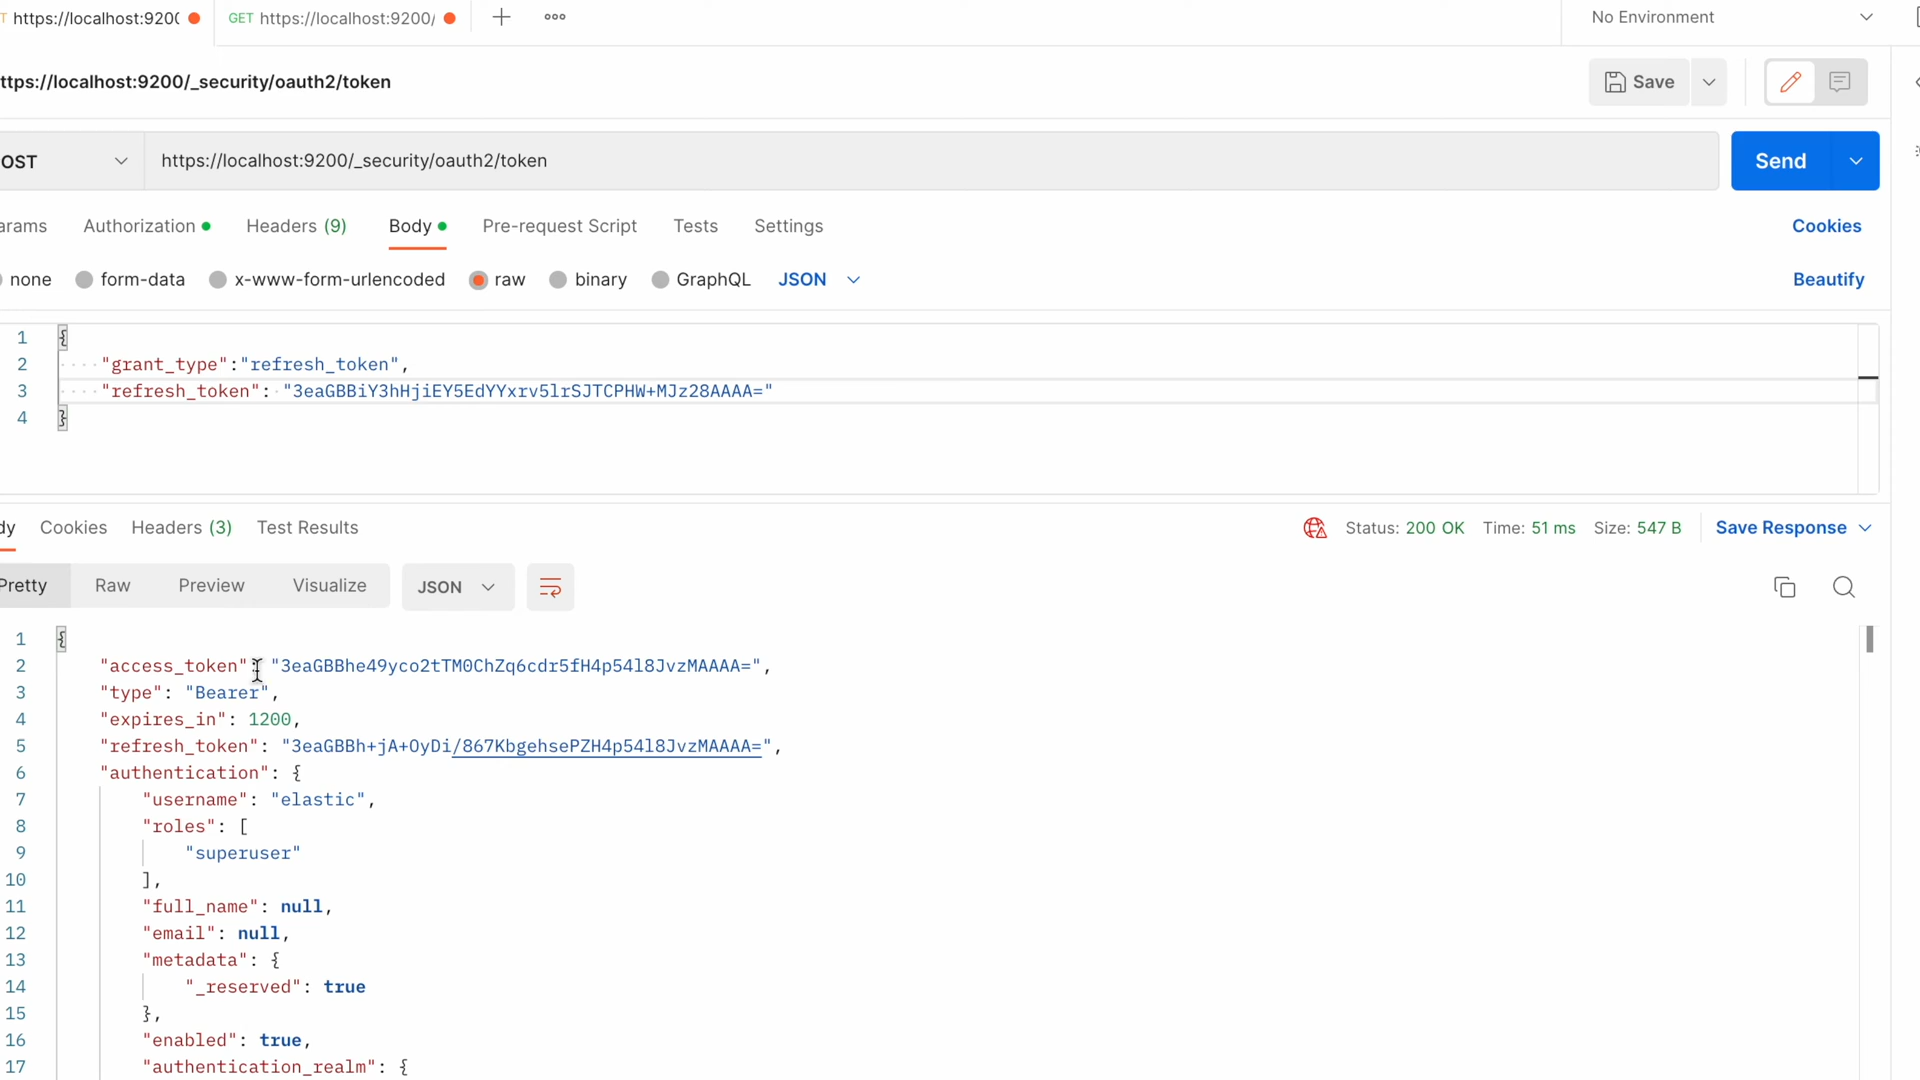 T https://localhost:920(
GET https://localhost:9200/
No Environment
ttps://localhost:9200/_security/oauth2/token
Save
OST
https://localhost:9200/_security/oauth2/token
Send
arams Authorization Headers (9) Body Pre-request Script Tests Settings
Cookies
none form-data x-www-form-urlencoded raw binary GraphQL JSON
Beautify
1 {
2 "grant_type":"refresh_token",
3 "refresh_token": "3eaGBBiY3hHjiEY5EdYYxrv5lrSJTCPHW+MJz28AAAA="
4 }
dy Cookies Headers (3) Test Results
Status: 200 OK Time: 51 ms Size: 547 B Save Response
Pretty Raw Preview Visualize JSON
1 {
2 "access_token": "3eaGBBhe49yco2tTM0ChZq6cdr5fH4p54l8JvzMAAAA=",
3 "type": "Bearer",
4 "expires_in": 1200,
5 "refresh_token": "3eaGBBh+jA+OyDi/867KbgehsePZH4p54l8JvzMAAAA=",
6 "authentication": {
7 "username": "elastic",
8 "roles": [
9 "superuser"
10 ],
11 "full_name": null,
12 "email": null,
13 "metadata": {
14 "_reserved": true
15 },
16 "enabled": true,
17 "authentication_realm": {